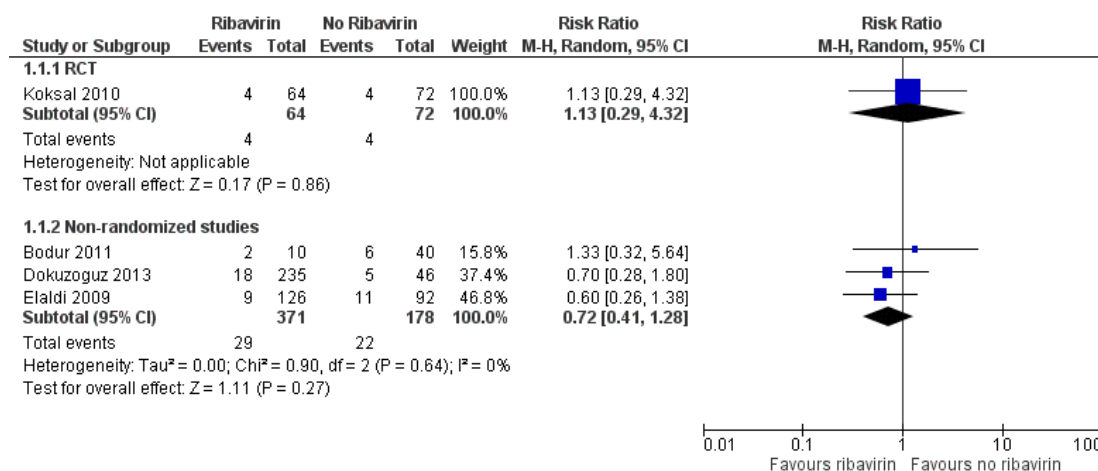 Ribavirin No Ribavirin Risk Ratio Risk Ratio
Study or Subgroup Events Total Events Total Weight M-H, Random, 95% CI M-H, Random, 95% CI
1.1.1 RCT
Koksal 2010 4 64 4 72 100.0% 1.13 [0.29, 4.32]
Subtotal (95% CI) 64 72 100.0% 1.13 [0.29, 4.32]
Total events 4 4
Heterogeneity: Not applicable
Test for overall effect: Z = 0.17 (P = 0.86)
1.1.2 Non-randomized studies
Bodur 2011 2 10 6 40 15.8% 1.33 [0.32, 5.64]
Dokuzoguz 2013 18 235 5 46 37.4% 0.70 [0.28, 1.80]
Elaldi 2009 9 126 11 92 46.8% 0.60 [0.26, 1.38]
Subtotal (95% CI) 371 178 100.0% 0.72 [0.41, 1.28]
Total events 29 22
Heterogeneity: Tau² = 0.00; Chi² = 0.90, df = 2 (P = 0.64); I² = 0%
Test for overall effect: Z = 1.11 (P = 0.27)
0.01 0.1 1 10 100
Favours ribavirin Favours no ribavirin